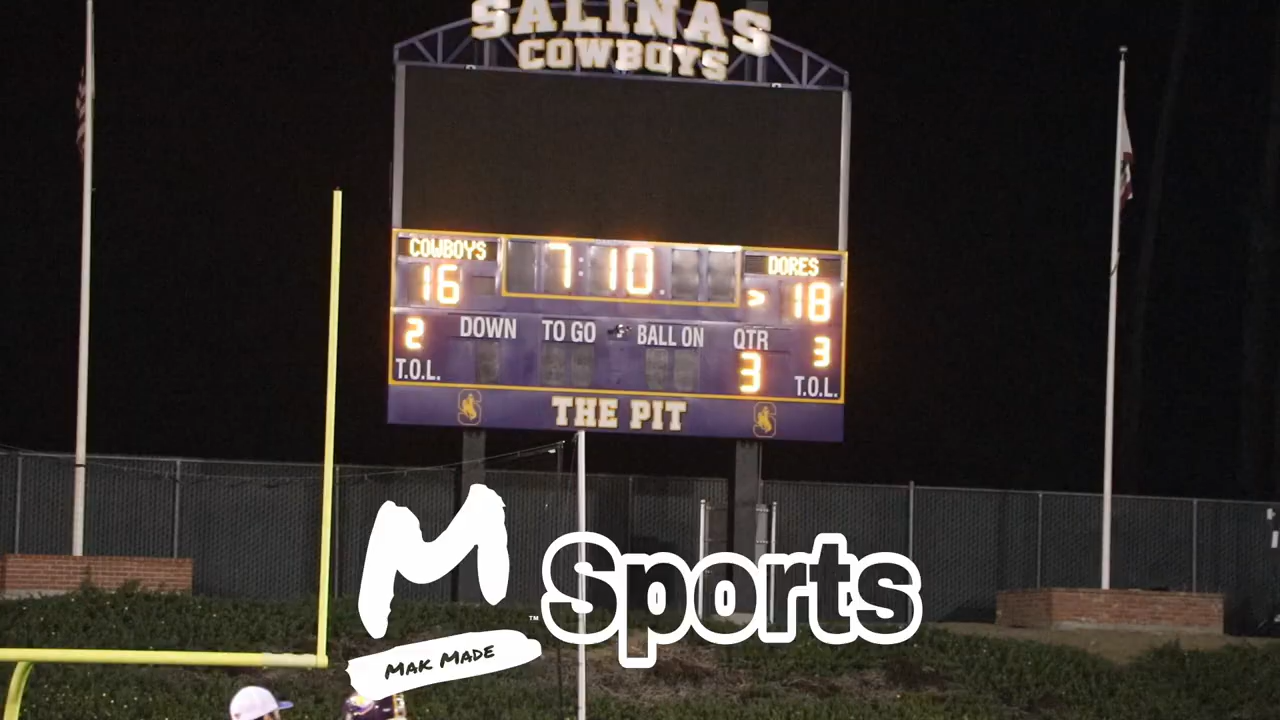 SALINAS
COWBOYS
COWBOYS 7:10 DORES
16 > 18
2 DOWN TO GO BALL ON QTR 3
T.O.L. 3 T.O.L.
S THE PIT S
M Sports
™
MAK MADE